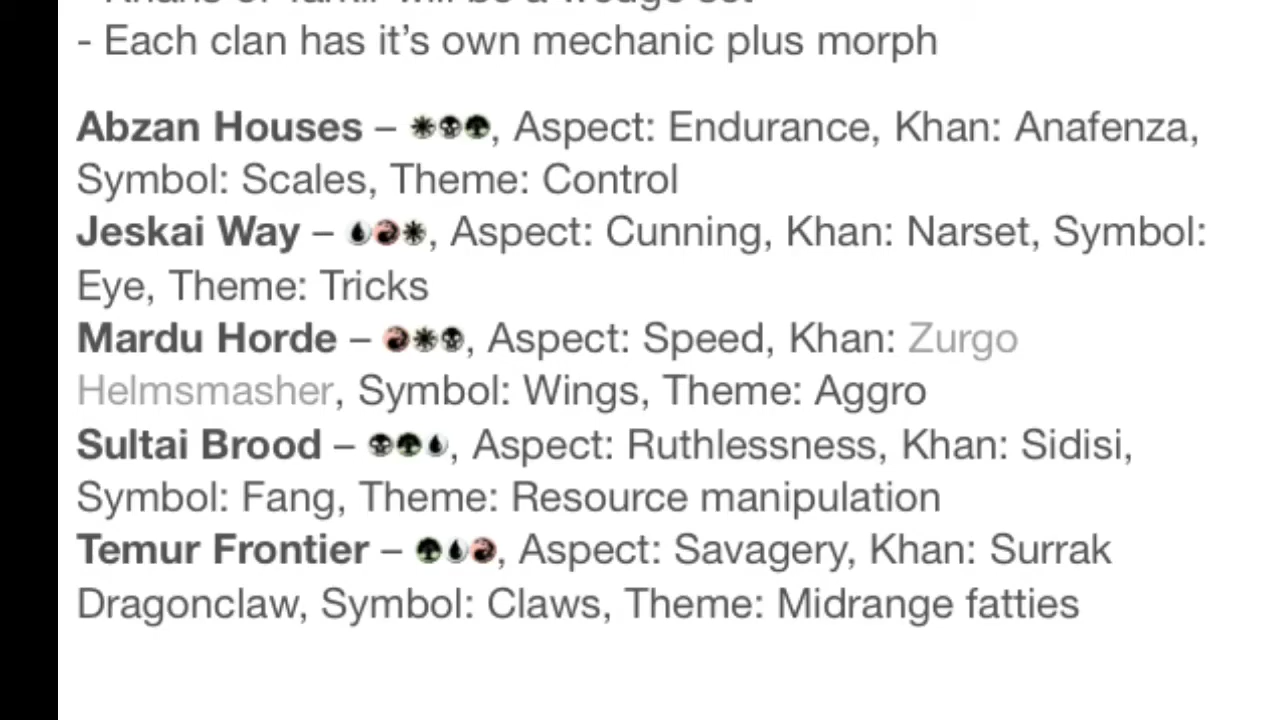 - Each clan has it’s own mechanic plus morph
Abzan Houses – , Aspect: Endurance, Khan: Anafenza,
Symbol: Scales, Theme: Control
Jeskai Way – , Aspect: Cunning, Khan: Narset, Symbol:
Eye, Theme: Tricks
Mardu Horde – , Aspect: Speed, Khan: Zurgo
Helmsmasher, Symbol: Wings, Theme: Aggro
Sultai Brood – , Aspect: Ruthlessness, Khan: Sidisi,
Symbol: Fang, Theme: Resource manipulation
Temur Frontier – , Aspect: Savagery, Khan: Surrak
Dragonclaw, Symbol: Claws, Theme: Midrange fatties